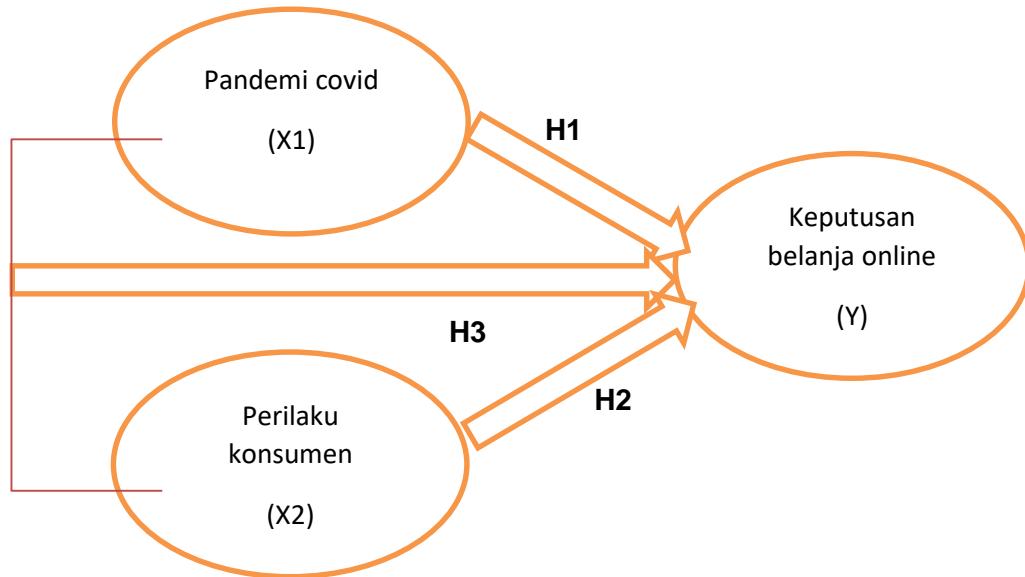 Pandemi covid
(X1)
H1
Keputusan
belanja online
(Y)
H3
H2
Perilaku
konsumen
(X2)